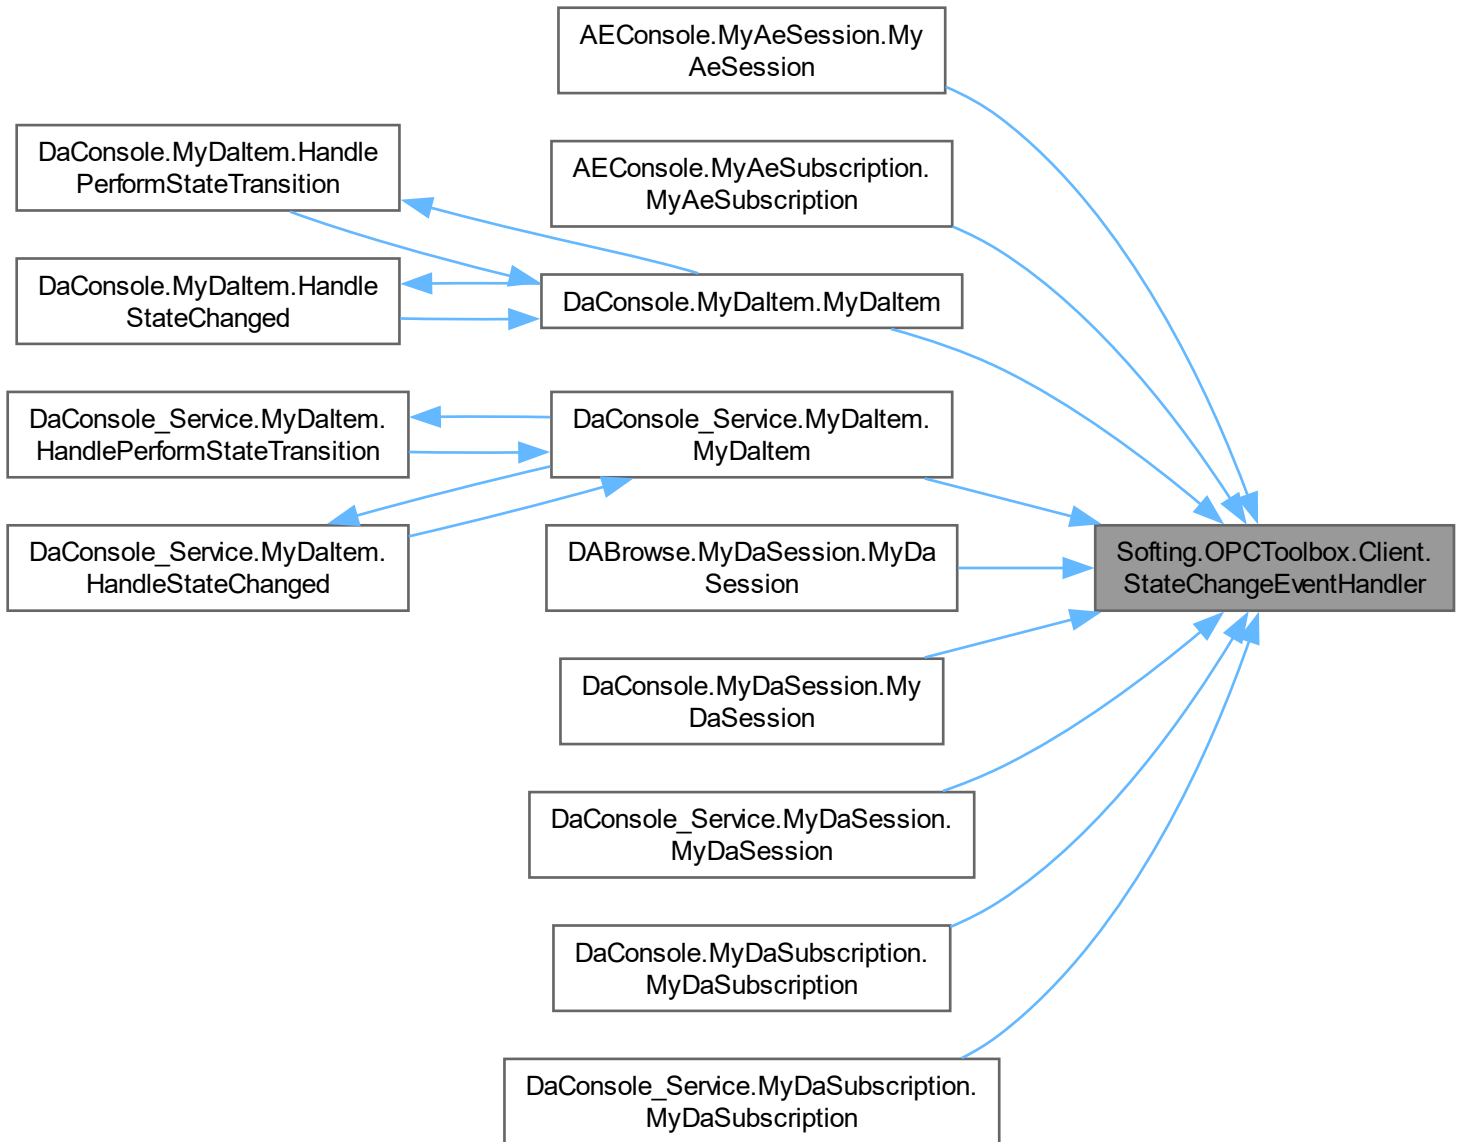 AEConsole.MyAeSession.My
AeSession
DaConsole.MyDaItem.Handle
PerformStateTransition
AEConsole.MyAeSubscription.
MyAeSubscription
DaConsole.MyDaItem.Handle
StateChanged
DaConsole.MyDaItem.MyDaItem
DaConsole_Service.MyDaItem.
HandlePerformStateTransition
DaConsole_Service.MyDaItem.
MyDaItem
DaConsole_Service.MyDaItem.
HandleStateChanged
DABrowse.MyDaSession.MyDa
Session
Softing.OPCToolbox.Client.
StateChangeEventHandler
DaConsole.MyDaSession.My
DaSession
DaConsole_Service.MyDaSession.
MyDaSession
DaConsole.MyDaSubscription.
MyDaSubscription
DaConsole_Service.MyDaSubscription.
MyDaSubscription